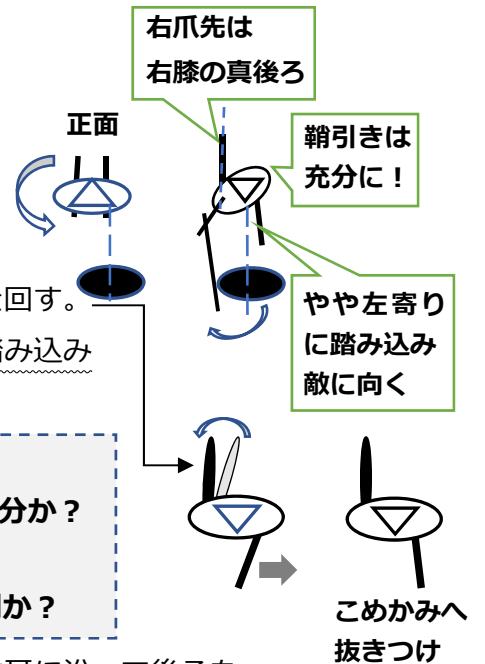 右爪先は
右膝の真後ろ
正面
鞘引きは
充分に！
回す。
踏み込み
やや左寄り
に踏み込み
敵に向く
分か？
か？
こめかみへ
抜きつけ